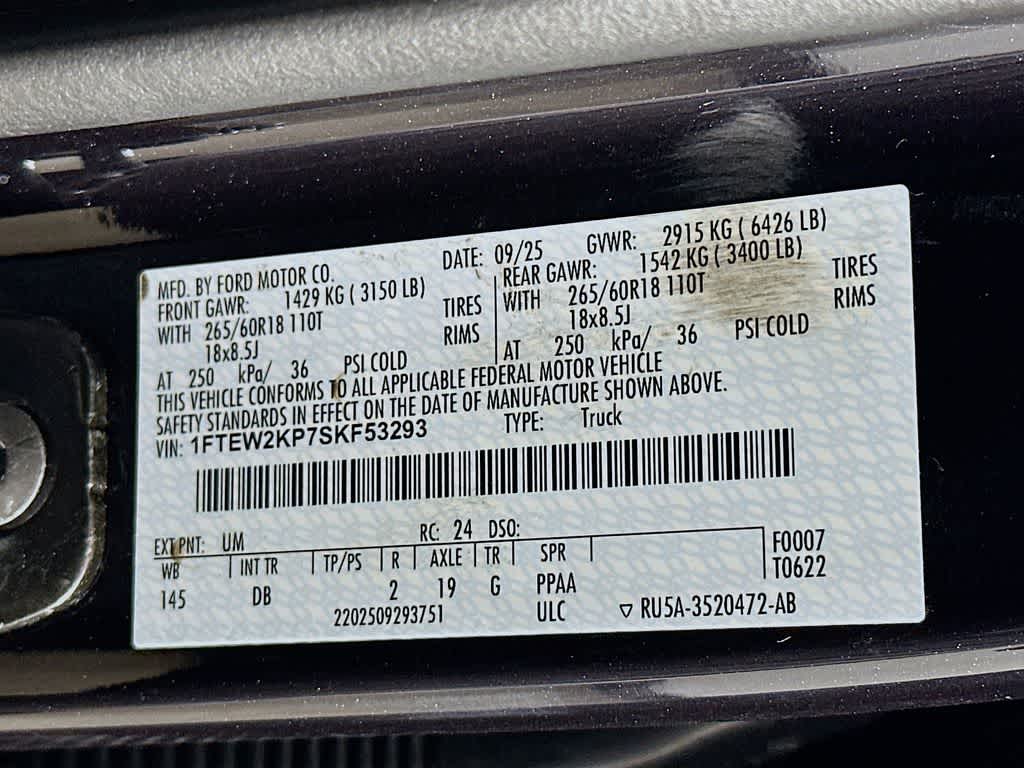 MFD. BY FORD MOTOR CO. DATE: 09/25 GVWR: 2915 KG ( 6426 LB)
FRONT GAWR: 1429 KG ( 3150 LB)
WITH 265/60R18 110T TIRES
18x8.5J RIMS
AT 250 kPa/ 36 PSI COLD
REAR GAWR: 1542 KG ( 3400 LB)
WITH 265/60R18 110T TIRES
18x8.5J RIMS
AT 250 kPa/ 36 PSI COLD
THIS VEHICLE CONFORMS TO ALL APPLICABLE FEDERAL MOTOR VEHICLE
SAFETY STANDARDS IN EFFECT ON THE DATE OF MANUFACTURE SHOWN ABOVE.
VIN: 1FTEW2KP7SKF53293 TYPE: Truck
EXT PNT: UM RC: 24 DSO:
WB INT TR TP/PS R AXLE TR SPR F0007
145 DB 2 19 G PPAA T0622
2202509293751 ULC ▽ RU5A-3520472-AB